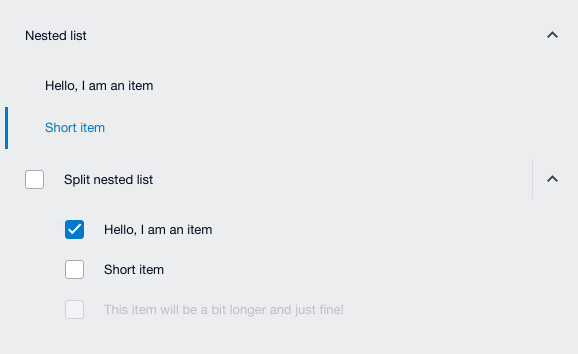 Nested list
Hello, I am an item
Short item
Split nested list
Hello, I am an item
Short item
This item will be a bit longer and just fine!